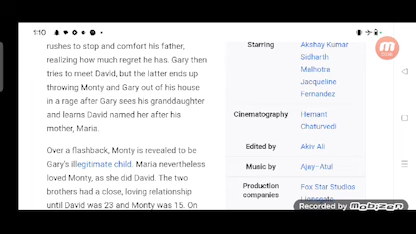 1:10
rushes to stop and comfort his father,
realizing how much regret he has. Gary then
tries to meet David, but the latter ends up
throwing Monty and Gary out of his house
in a rage after Gary sees his granddaughter
and learns David named her after his
mother, Maria.
Over a flashback, Monty is revealed to be
Gary's illegitimate child. Maria nevertheless
loved Monty, as she did David. The two
brothers had a close, loving relationship
until David was 23 and Monty was 15. On
Starring
Akshay Kumar
Sidharth
Malhotra
Jacqueline
Fernandez
Cinematography
Hemant
Chaturvedi
Edited by
Akiv Ali
Music by
Ajay–Atul
Production
companies
Fox Star Studios
Lionsgate
Recorded by Mobizen